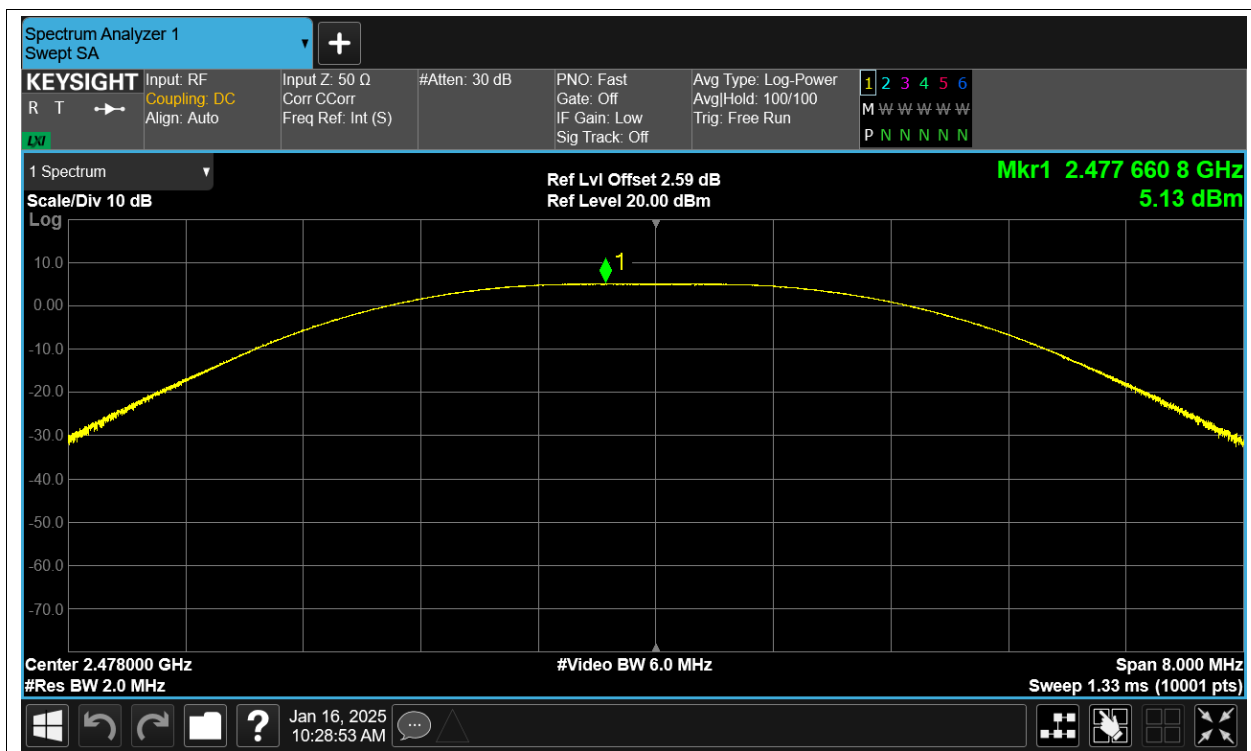 Spectrum Analyzer 1
Swept SA
KEYSIGHT
R T
LXI
Input: RF
Coupling: DC
Align: Auto
Input Z: 50 Ω
Corr CCorr
Freq Ref: Int (S)
#Atten: 30 dB
PNO: Fast
Gate: Off
IF Gain: Low
Sig Track: Off
Avg Type: Log-Power
Avg|Hold: 100/100
Trig: Free Run
1 2 3 4 5 6
M W W W W W
P N N N N N
1 Spectrum
Scale/Div 10 dB
Ref Lvl Offset 2.59 dB
Ref Level 20.00 dBm
Mkr1 2.477 660 8 GHz
5.13 dBm
Log
1
10.0
0.00
-10.0
-20.0
-30.0
-40.0
-50.0
-60.0
-70.0
Center 2.478000 GHz
#Res BW 2.0 MHz
#Video BW 6.0 MHz
Span 8.000 MHz
Sweep 1.33 ms (10001 pts)
?
Jan 16, 2025
10:28:53 AM